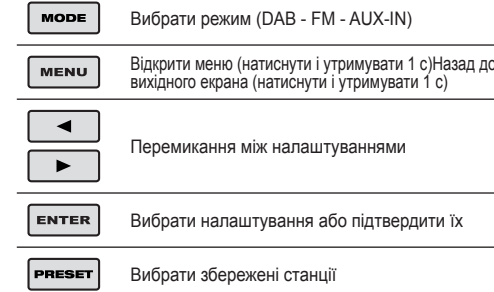 MODE Вибрати режим (DAB - FM - AUX-IN)
MENU Відкрити меню (натиснути і утримувати 1 с)Назад до
вихідного екрана (натиснути і утримувати 1 с)
Перемикання між налаштуваннями
ENTER Вибрати налаштування або підтвердити їх
PRESET Вибрати збережені станції